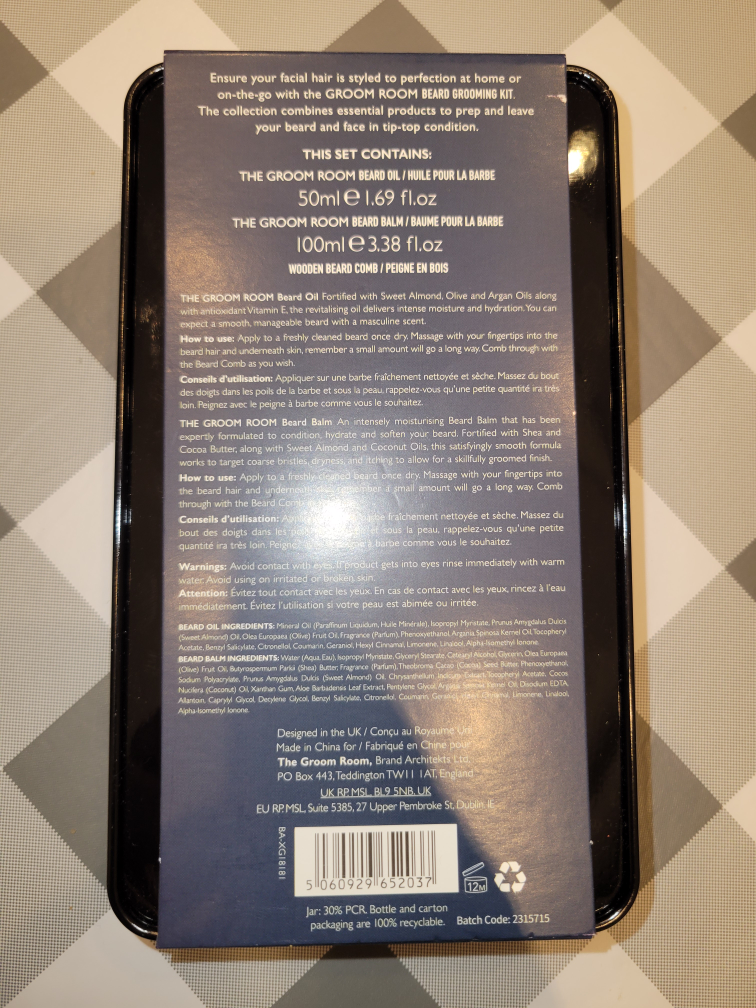 Ensure your facial hair is styled to perfection at home or
on-the-go with the GROOM ROOM BEARD GROOMING KIT.
The collection combines essential products to prep and leave
your beard and face in tip-top condition.
THIS SET CONTAINS:
THE GROOM ROOM BEARD OIL / HUILE POUR LA BARBE
50ml ℮ 1.69 fl.oz
THE GROOM ROOM BEARD BALM / BAUME POUR LA BARBE
100ml ℮ 3.38 fl.oz
WOODEN BEARD COMB / PEIGNE EN BOIS
THE GROOM ROOM Beard Oil Fortified with Sweet Almond, Olive and Argan Oils along
with antioxidant Vitamin E, the revitalising oil delivers intense moisture and hydration. You can
expect a smooth, manageable beard with a masculine scent.
How to use: Apply to a freshly cleaned beard once dry. Massage with your fingertips into the
beard hair and underneath skin, remember a small amount will go a long way. Comb through with
the Beard Comb as you wish.
Conseils d'utilisation: Appliquer sur une barbe fraîchement nettoyée et sèche. Massez du bout
des doigts dans les poils de la barbe et sous la peau, rappelez-vous qu'une petite quantité ira très
loin. Peignez avec le peigne à barbe comme vous le souhaitez.
THE GROOM ROOM Beard Balm An intensely moisturising Beard Balm that has been
expertly formulated to condition, hydrate and soften your beard. Fortified with Shea and
Cocoa Butter, along with Sweet Almond and Coconut Oils, this satisfyingly smooth formula
works to target coarse bristles, dryness, and itching to allow for a skillfully groomed finish.
How to use: Apply to a freshly cleaned beard once dry. Massage with your fingertips into
the beard hair and underneath skin, remember a small amount will go a long way. Comb
through with the Beard Comb
Conseils d'utilisation: barbe fraîchement nettoyée et sèche. Massez du
bout des doigts dans les et sous la peau, rappelez-vous qu'une petite
quantité ira très loin. Peignez à barbe comme vous le souhaitez.
Warnings: Avoid contact with eyes. If product gets into eyes rinse immediately with warm
water. Avoid using on irritated or broken skin.
Attention: Évitez tout contact avec les yeux. En cas de contact avec les yeux, rincez à l'eau
immédiatement. Évitez l'utilisation si votre peau est abimée ou irritée.
BEARD OIL INGREDIENTS: Mineral Oil (Paraffinum Liquidum, Huile Minérale), Isopropyl Myristate, Prunus Amygdalus Dulcis
(Sweet Almond) Oil, Olea Europaea (Olive) Fruit Oil, Fragrance (Parfum), Phenoxyethanol, Argania Spinosa Kernel Oil, Tocopheryl
Acetate, Benzyl Salicylate, Citronellol, Coumarin, Geraniol, Hexyl Cinnamal, Limonene, Linalool, Alpha-Isomethyl Ionone.
BEARD BALM INGREDIENTS: Water (Aqua, Eau), Isopropyl Myristate, Glyceryl Stearate, Cetearyl Alcohol, Glycerin, Olea Europaea
(Olive) Fruit Oil, Butyrospermum Parkii (Shea) Butter, Fragrance (Parfum), Theobroma Cacao (Cocoa) Seed Butter, Phenoxyethanol,
Sodium Polyacrylate, Prunus Amygdalus Dulcis (Sweet Almond) Oil, Chrysanthellum Indicum Extract, Tocopheryl Acetate, Cocos
Nucifera (Coconut) Oil, Xanthan Gum, Aloe Barbadensis Leaf Extract, Pentylene Glycol, Argania Spinosa Kernel Oil, Disodium EDTA,
Allantoin, Caprylyl Glycol, Decylene Glycol, Benzyl Salicylate, Citronellol, Coumarin, Geraniol, Hexyl Cinnamal, Limonene, Linalool,
Alpha-Isomethyl Ionone.
Designed in the UK / Conçu au Royaume Uni
Made in China for / Fabriqué en Chine pour
The Groom Room, Brand Architekts Ltd.
PO Box 443, Teddington TW11 1AT, England
UK RP, MSL, BL9 5NB, UK
EU RP, MSL, Suite 5385, 27 Upper Pembroke St, Dublin, IE
BA-XG18181
5 060929 652037
12M
Jar: 30% PCR. Bottle and carton
packaging are 100% recyclable.
Batch Code: 2315715